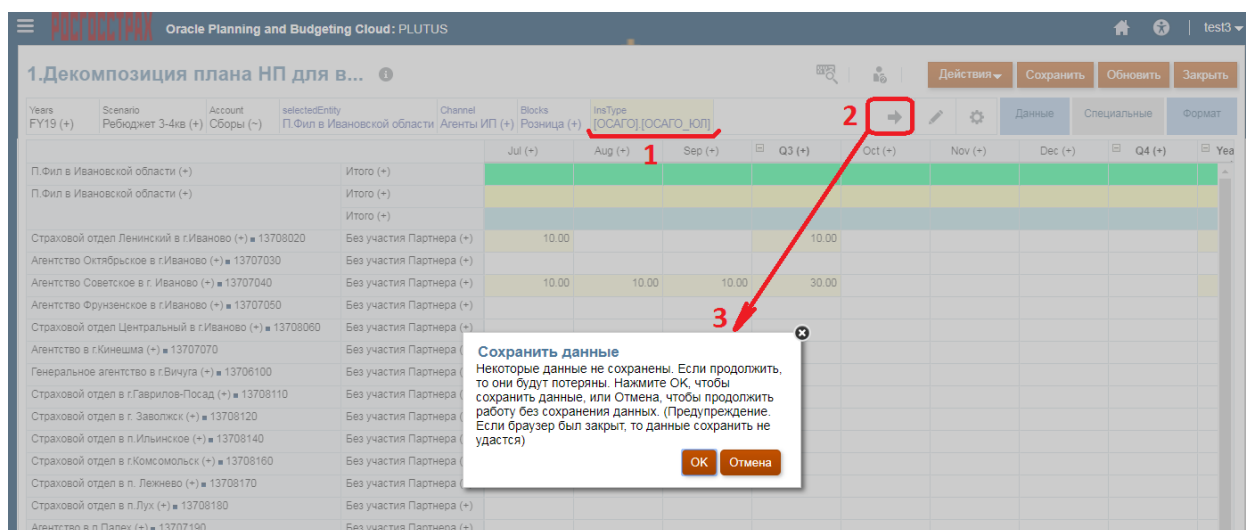 РОСГОССТРАХ Oracle Planning and Budgeting Cloud: PLUTUS test3
1.Декомпозиция плана НП для в... Действия Сохранить Обновить Закрыть
Years Scenario Account selectedEntity Channel Blocks InsType
FY19 (+) Ребюджет 3-4кв (+) Сборы (~) П.Фил в Ивановской области Агенты ИП (+) Розница (+) [ОСАГО].[ОСАГО_ЮЛ] 2 Данные Специальные Формат
1
Jul (+) Aug (+) Sep (+) Q3 (+) Oct (+) Nov (+) Dec (+) Q4 (+) Yea
П.Фил в Ивановской области (+) Итого (+)
П.Фил в Ивановской области (+) Итого (+)
Итого (+)
Страховой отдел Ленинский в г.Иваново (+) ■ 13708020 Без участия Партнера (+) 10.00 10.00
Агентство Октябрьское в г.Иваново (+) ■ 13707030 Без участия Партнера (+)
Агентство Советское в г. Иваново (+) ■ 13707040 Без участия Партнера (+) 10.00 10.00 10.00 30.00
Агентство Фрунзенское в г.Иваново (+) ■ 13707050 Без участия Партнера (+)
Страховой отдел Центральный в г.Иваново (+) ■ 13708060 Без участия Партнера (+)
3
Агентство в г.Кинешма (+) ■ 13707070 Без участия Партнера (
Генеральное агентство в г.Вичуга (+) ■ 13706100 Без участия Партнера (
Страховой отдел в г.Гаврилов-Посад (+) ■ 13708110 Без участия Партнера (
Страховой отдел в г. Заволжск (+) ■ 13708120 Без участия Партнера (
Страховой отдел в п.Ильинское (+) ■ 13708140 Без участия Партнера (
Страховой отдел в г.Комсомольск (+) ■ 13708160 Без участия Партнера (
Страховой отдел в п. Лежнево (+) ■ 13708170 Без участия Партнера (
Страховой отдел в п.Лух (+) ■ 13708180 Без участия Партнера (+)
Агентство в п.Палех (+) ■ 13707190 Без участия Партнера (+)
Сохранить данные
Некоторые данные не сохранены. Если продолжить,
то они будут потеряны. Нажмите OK, чтобы
сохранить данные, или Отмена, чтобы продолжить
работу без сохранения данных. (Предупреждение.
Если браузер был закрыт, то данные сохранить не
удастся)
OK Отмена